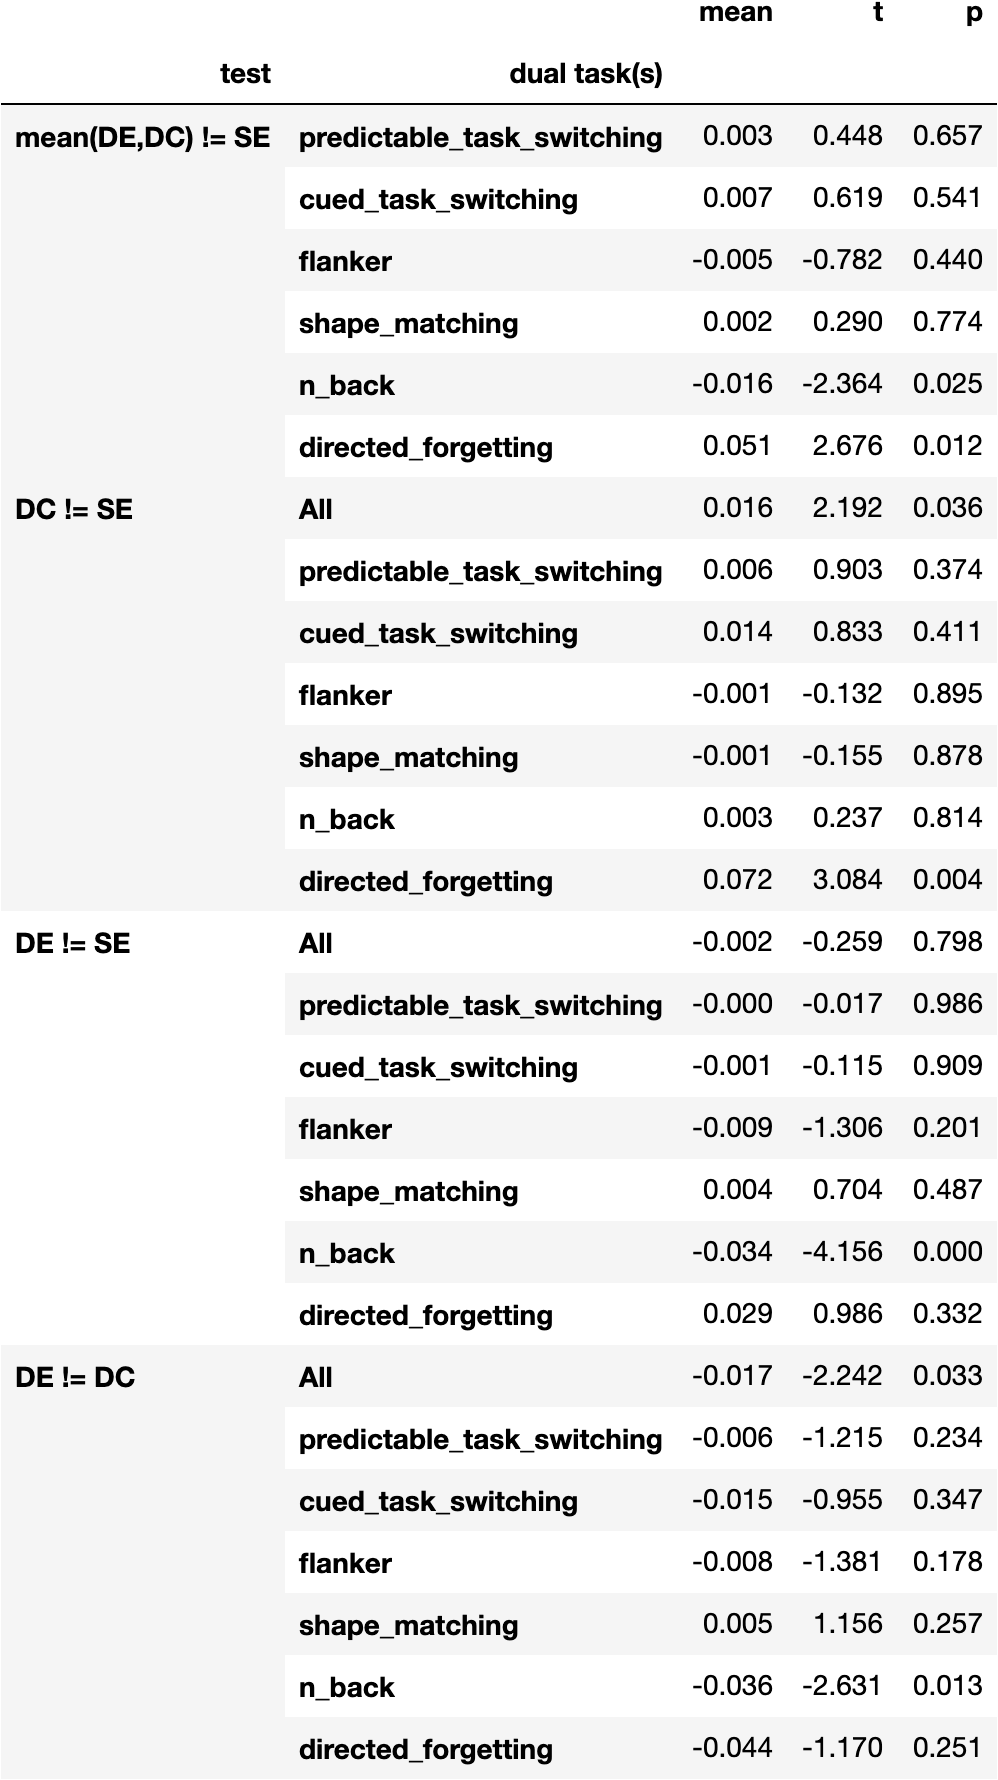 mean t p
test dual task(s)
mean(DE,DC) != SE predictable_task_switching 0.003 0.448 0.657
cued_task_switching 0.007 0.619 0.541
flanker -0.005 -0.782 0.440
shape_matching 0.002 0.290 0.774
n_back -0.016 -2.364 0.025
directed_forgetting 0.051 2.676 0.012
DC != SE All 0.016 2.192 0.036
predictable_task_switching 0.006 0.903 0.374
cued_task_switching 0.014 0.833 0.411
flanker -0.001 -0.132 0.895
shape_matching -0.001 -0.155 0.878
n_back 0.003 0.237 0.814
directed_forgetting 0.072 3.084 0.004
DE != SE All -0.002 -0.259 0.798
predictable_task_switching -0.000 -0.017 0.986
cued_task_switching -0.001 -0.115 0.909
flanker -0.009 -1.306 0.201
shape_matching 0.004 0.704 0.487
n_back -0.034 -4.156 0.000
directed_forgetting 0.029 0.986 0.332
DE != DC All -0.017 -2.242 0.033
predictable_task_switching -0.006 -1.215 0.234
cued_task_switching -0.015 -0.955 0.347
flanker -0.008 -1.381 0.178
shape_matching 0.005 1.156 0.257
n_back -0.036 -2.631 0.013
directed_forgetting -0.044 -1.170 0.251